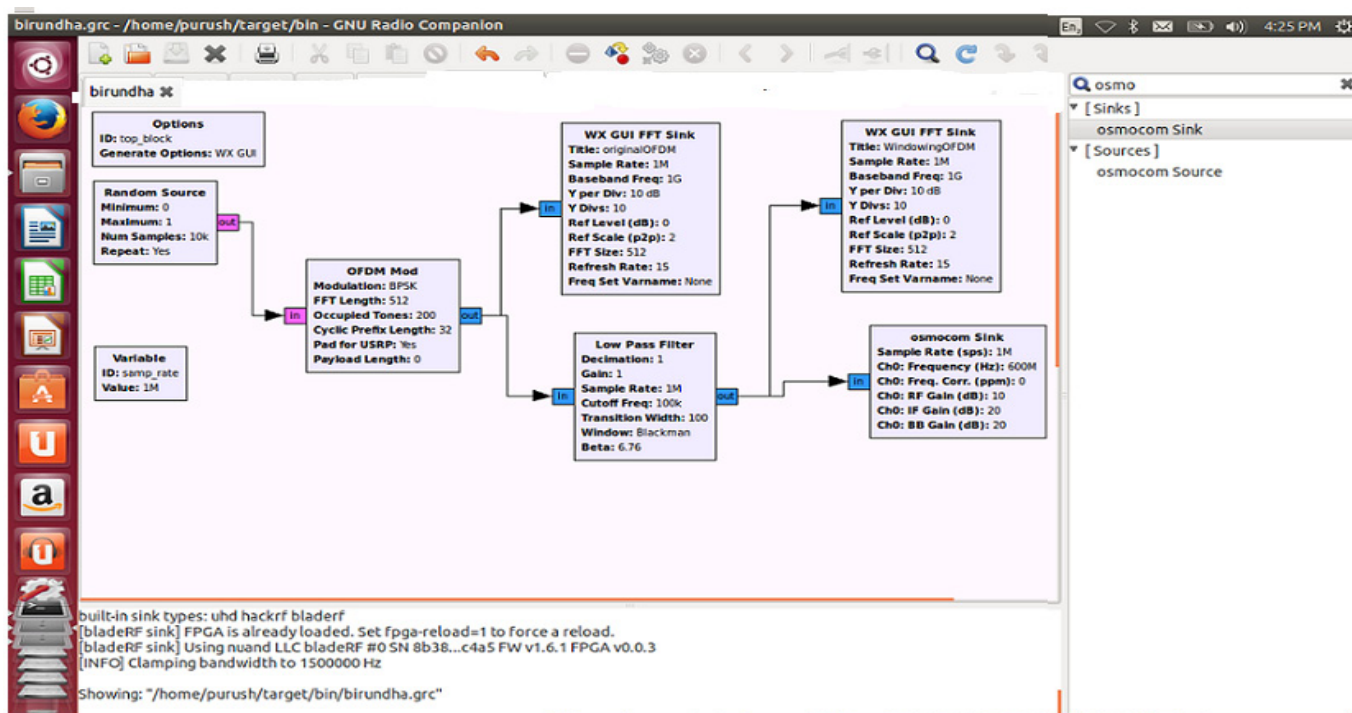 birundha.grc - /home/purush/target/bin - GNU Radio Companion
En
4:25 PM
birundha
osmo
[ Sinks ]
osmocom Sink
[ Sources ]
osmocom Source
Options
ID: top_block
Generate Options: WX GUI
Random Source
Minimum: 0
Maximum: 1
Num Samples: 10k
Repeat: Yes
out
Variable
ID: samp_rate
Value: 1M
in
OFDM Mod
Modulation: BPSK
FFT Length: 512
Occupied Tones: 200
Cyclic Prefix Length: 32
Pad for USRP: Yes
Payload Length: 0
out
in
WX GUI FFT Sink
Title: originalOFDM
Sample Rate: 1M
Baseband Freq: 1G
Y per Div: 10 dB
Y Divs: 10
Ref Level (dB): 0
Ref Scale (p2p): 2
FFT Size: 512
Refresh Rate: 15
Freq Set Varname: None
in
Low Pass Filter
Decimation: 1
Gain: 1
Sample Rate: 1M
Cutoff Freq: 100k
Transition Width: 100
Window: Blackman
Beta: 6.76
out
in
WX GUI FFT Sink
Title: WindowingOFDM
Sample Rate: 1M
Baseband Freq: 1G
Y per Div: 10 dB
Y Divs: 10
Ref Level (dB): 0
Ref Scale (p2p): 2
FFT Size: 512
Refresh Rate: 15
Freq Set Varname: None
in
osmocom Sink
Sample Rate (sps): 1M
Ch0: Frequency (Hz): 600M
Ch0: Freq. Corr. (ppm): 0
Ch0: RF Gain (dB): 10
Ch0: IF Gain (dB): 20
Ch0: BB Gain (dB): 20
built-in sink types: uhd hackrf bladerf
[bladeRF sink] FPGA is already loaded. Set fpga-reload=1 to force a reload.
[bladeRF sink] Using nuand LLC bladeRF #0 SN 8b38...c4a5 FW v1.6.1 FPGA v0.0.3
[INFO] Clamping bandwidth to 1500000 Hz
Showing: "/home/purush/target/bin/birundha.grc"